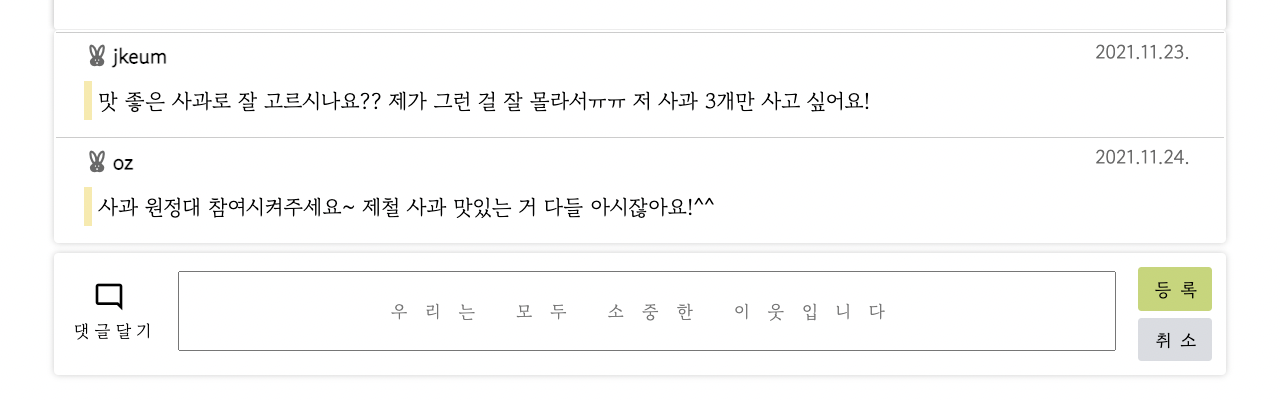 jkeum 2021.11.23.
맛 좋은 사과로 잘 고르시나요?? 제가 그런 걸 잘 몰라서ㅠㅠ 저 사과 3개만 사고 싶어요!
oz 2021.11.24.
사과 원정대 참여시켜주세요~ 제철 사과 맛있는 거 다들 아시잖아요!^^
댓글달기
우리는 모두 소중한 이웃입니다
등록
취소